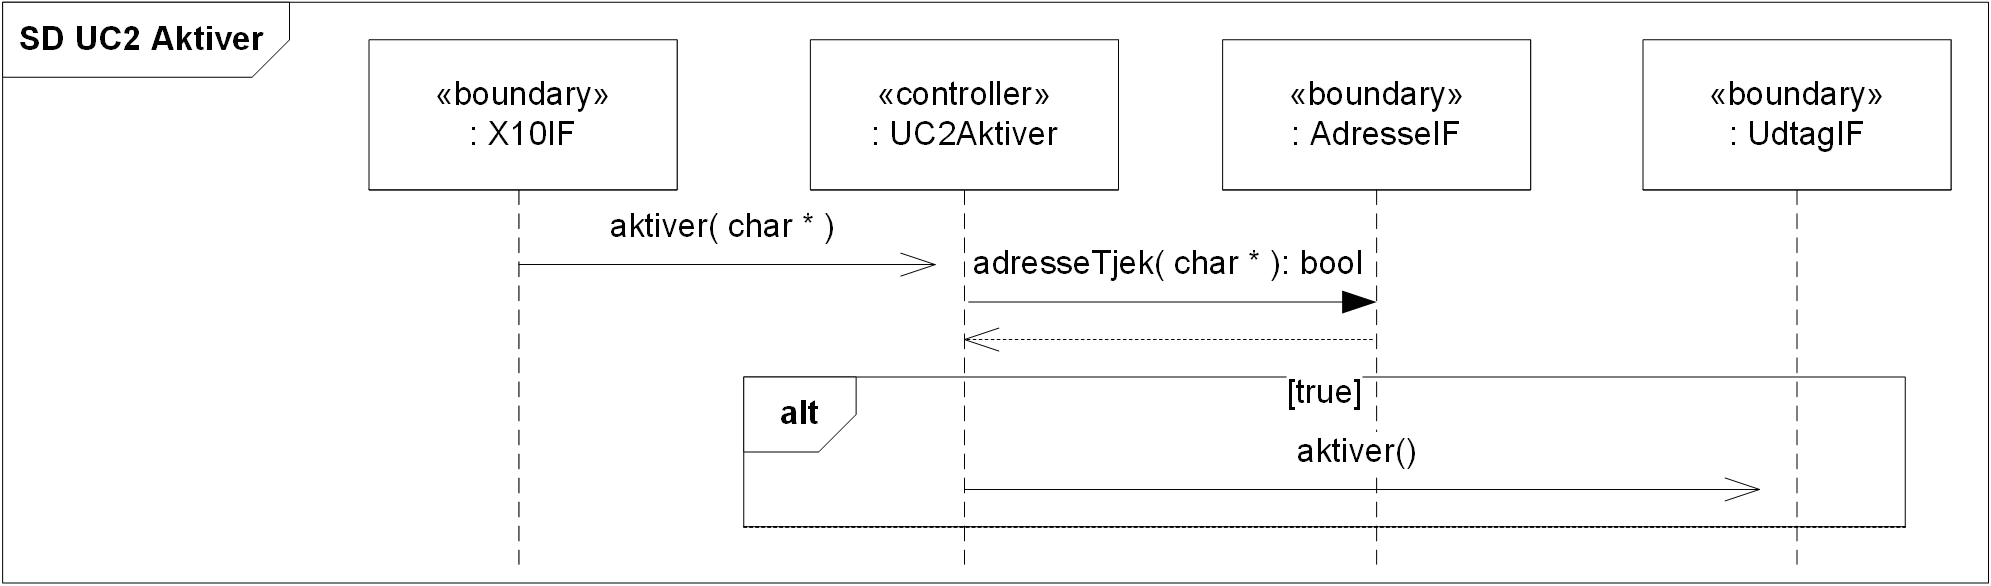 SD UC2 Aktiver
«boundary»
: X10IF
«controller»
: UC2Aktiver
«boundary»
: AdresseIF
«boundary»
: UdtagIF
aktiver( char * )
adresseTjek( char * ): bool
[true]
alt
aktiver()